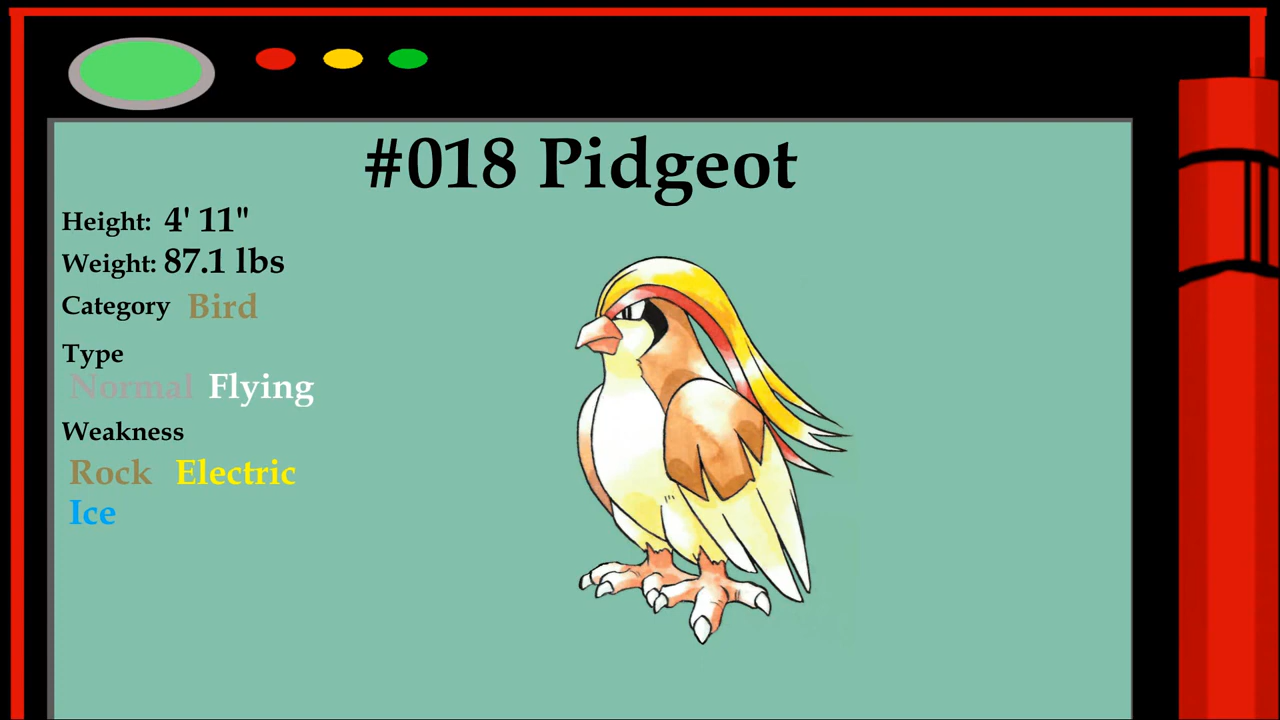 #018 Pidgeot
Height: 4' 11"
Weight: 87.1 lbs
Category Bird
Type
Normal Flying
Weakness
Rock Electric
Ice